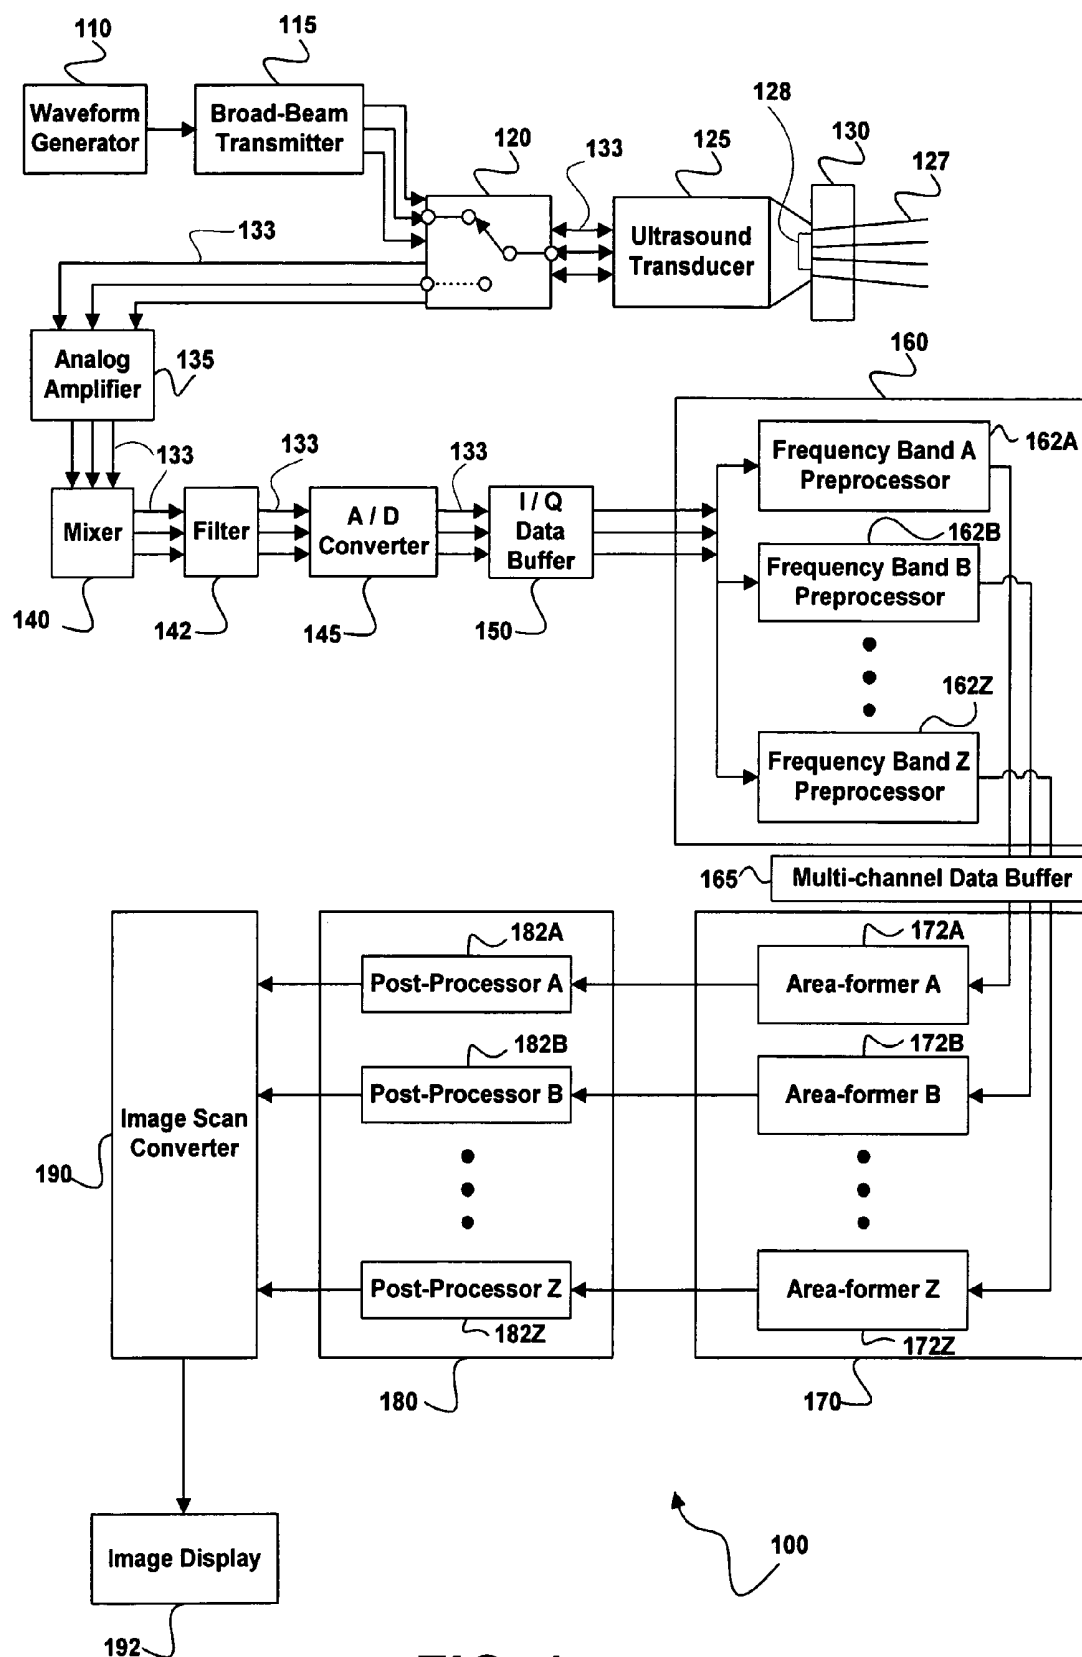 110
115
Waveform
Generator
Broad-Beam
Transmitter
120
133
125
128
130
127
Ultrasound
Transducer
133
Analog
Amplifier
135
160
133
133
133
Mixer
Filter
A / D
Converter
I / Q
Data
Buffer
140
142
145
150
Frequency Band A
Preprocessor
162A
162B
Frequency Band B
Preprocessor
162Z
Frequency Band Z
Preprocessor
165
Multi-channel Data Buffer
182A
172A
Post-Processor A
Area-former A
182B
172B
Post-Processor B
Area-former B
Image Scan
Converter
190
Post-Processor Z
Area-former Z
182Z
172Z
180
170
Image Display
100
192